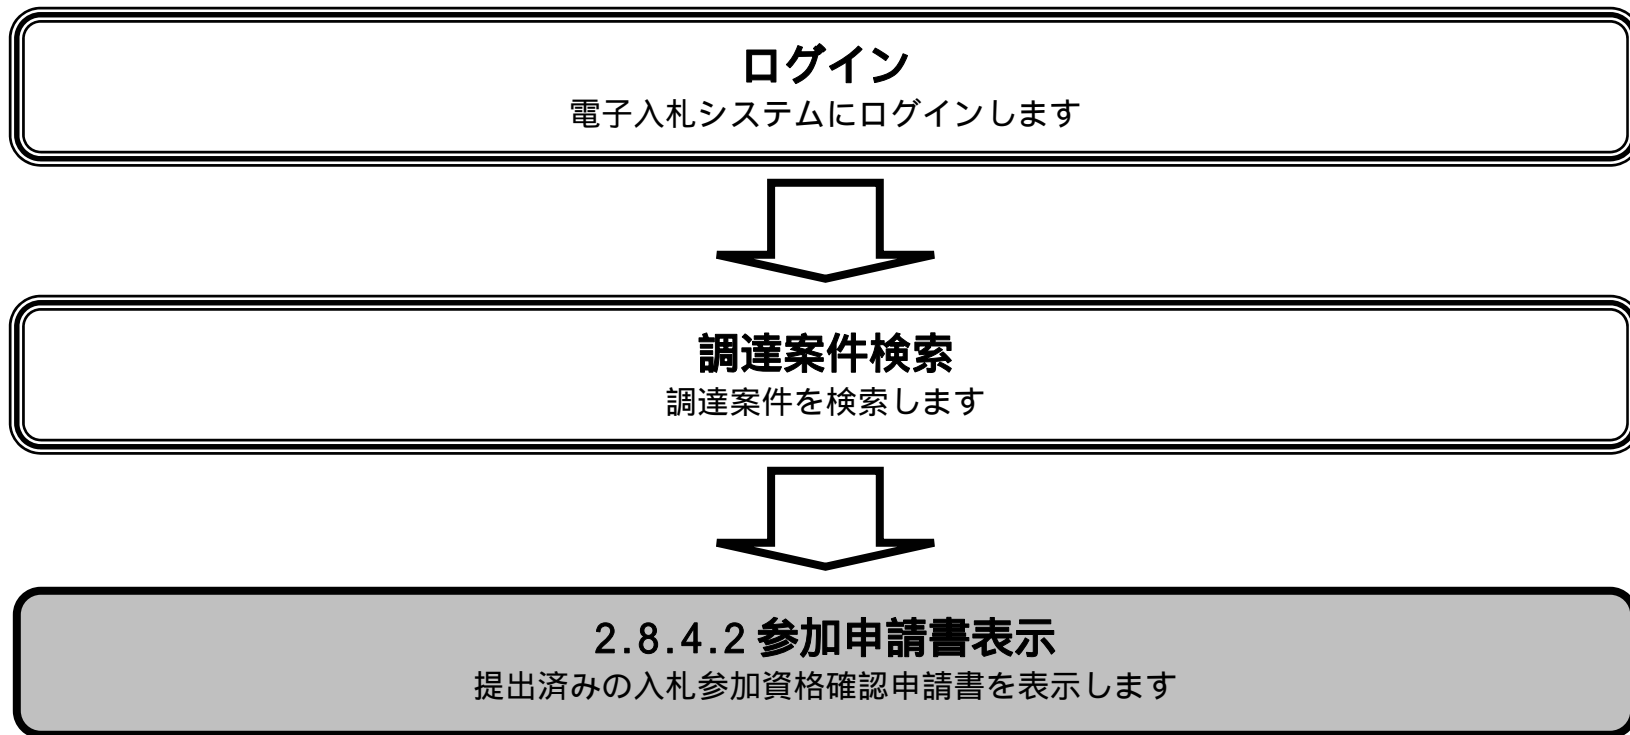 ログイン
電子入札システムにログインします
調達案件検索
調達案件を検索します
2.8.4.2 参加申請書表示
提出済みの入札参加資格確認申請書を表示します